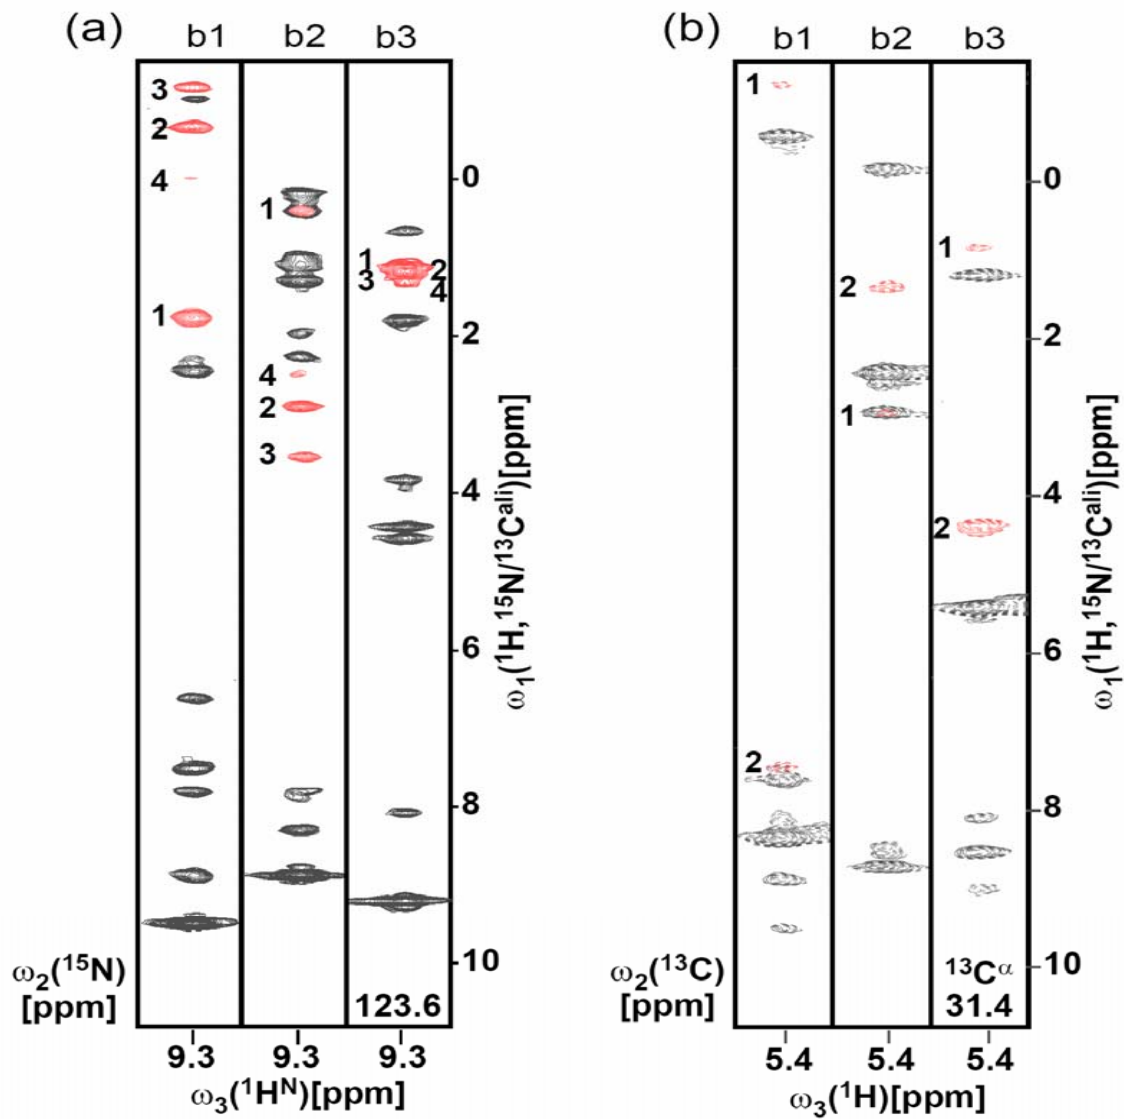 (a) b1 b2 b3
3
2
4
1
1
4
2
3
1 2
3 4
0
2
4
6
8
10
ω1(1H,15N/13Cali)[ppm]
ω2(15N)
[ppm]
123.6
9.3 9.3 9.3
ω3(1HN)[ppm]
(b) b1 b2 b3
1
2
2
1
1
2
0
2
4
6
8
10
ω1(1H,15N/13Cali)[ppm]
ω2(13C)
[ppm]
13Cα
31.4
5.4 5.4 5.4
ω3(1H)[ppm]